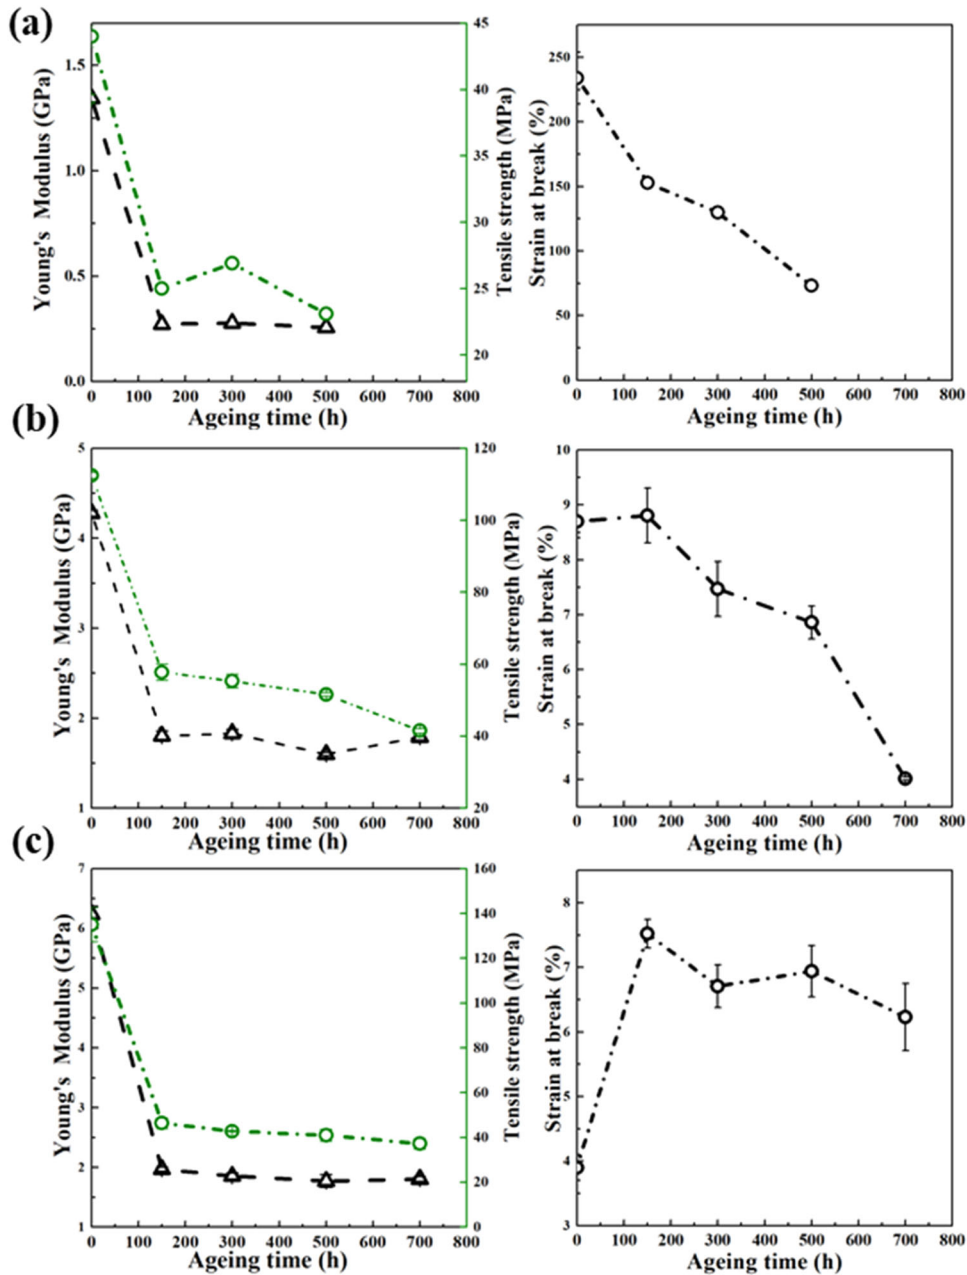 (a)
Young's Modulus (GPa)
1.5
1.0
0.5
0.0
0 100 200 300 400 500 600 700 800
Ageing time (h)
45
40
35
30
25
20
Tensile strength (MPa)
Strain at break (%)
250
200
150
100
50
0
0 100 200 300 400 500 600 700 800
Ageing time (h)
(b)
Young's Modulus (GPa)
5
4
3
2
1
0 100 200 300 400 500 600 700 800
Ageing time (h)
120
100
80
60
40
20
Tensile strength (MPa)
Strain at break (%)
10
9
8
7
6
5
4
0 100 200 300 400 500 600 700 800
Ageing time (h)
(c)
Young's Modulus (GPa)
7
6
5
4
3
2
1
0 100 200 300 400 500 600 700 800
Ageing time (h)
160
140
120
100
80
60
40
20
0
Tensile strength (MPa)
Strain at break (%)
8
7
6
5
4
3
0 100 200 300 400 500 600 700 800
Ageing time (h)